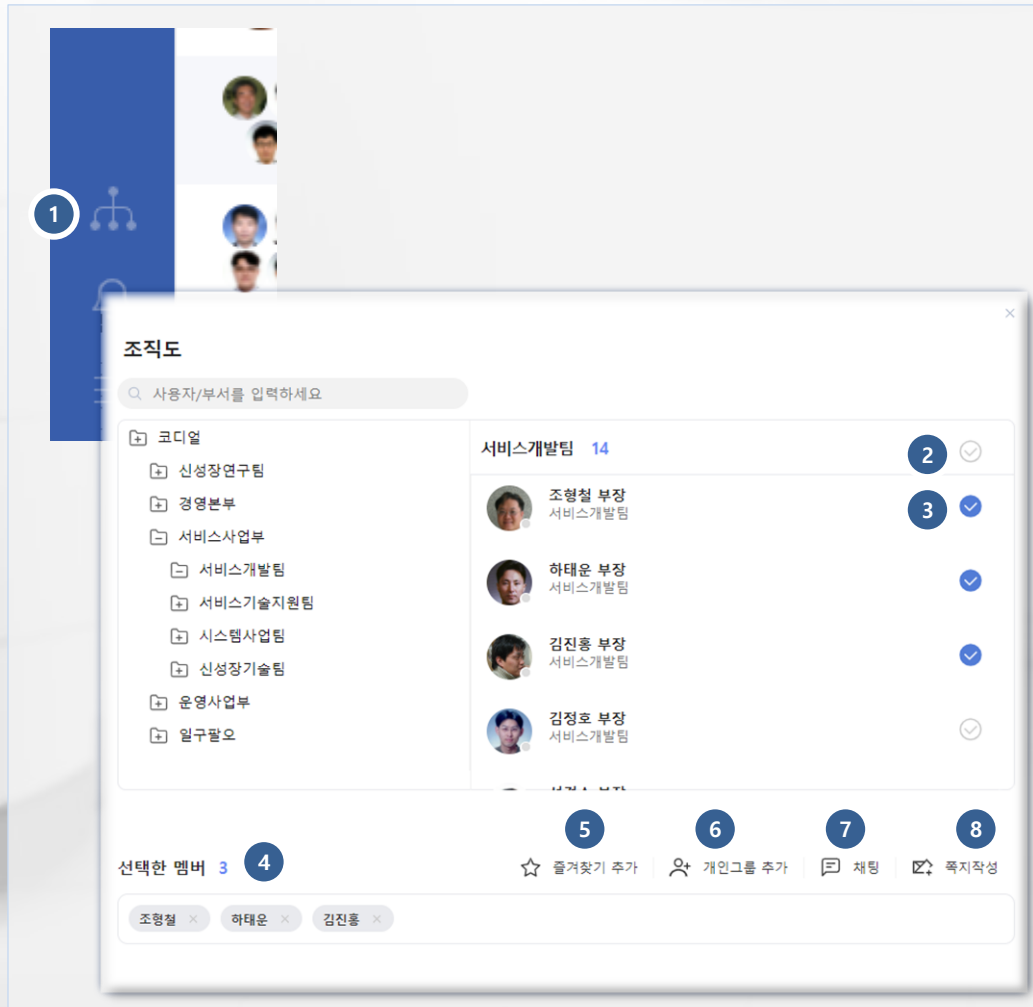 1
조직도
사용자/부서를 입력하세요
코디얼
신성장연구팀
경영본부
서비스사업부
서비스개발팀
서비스기술지원팀
시스템사업팀
신성장기술팀
운영사업부
일구팔오
서비스개발팀 14
2
조형철 부장
서비스개발팀
3
하태운 부장
서비스개발팀
김진홍 부장
서비스개발팀
김정호 부장
서비스개발팀
5 6 7 8
선택한 멤버 3 4
즐겨찾기 추가 개인그룹 추가 채팅 쪽지작성
조형철 × 하태운 × 김진홍 ×